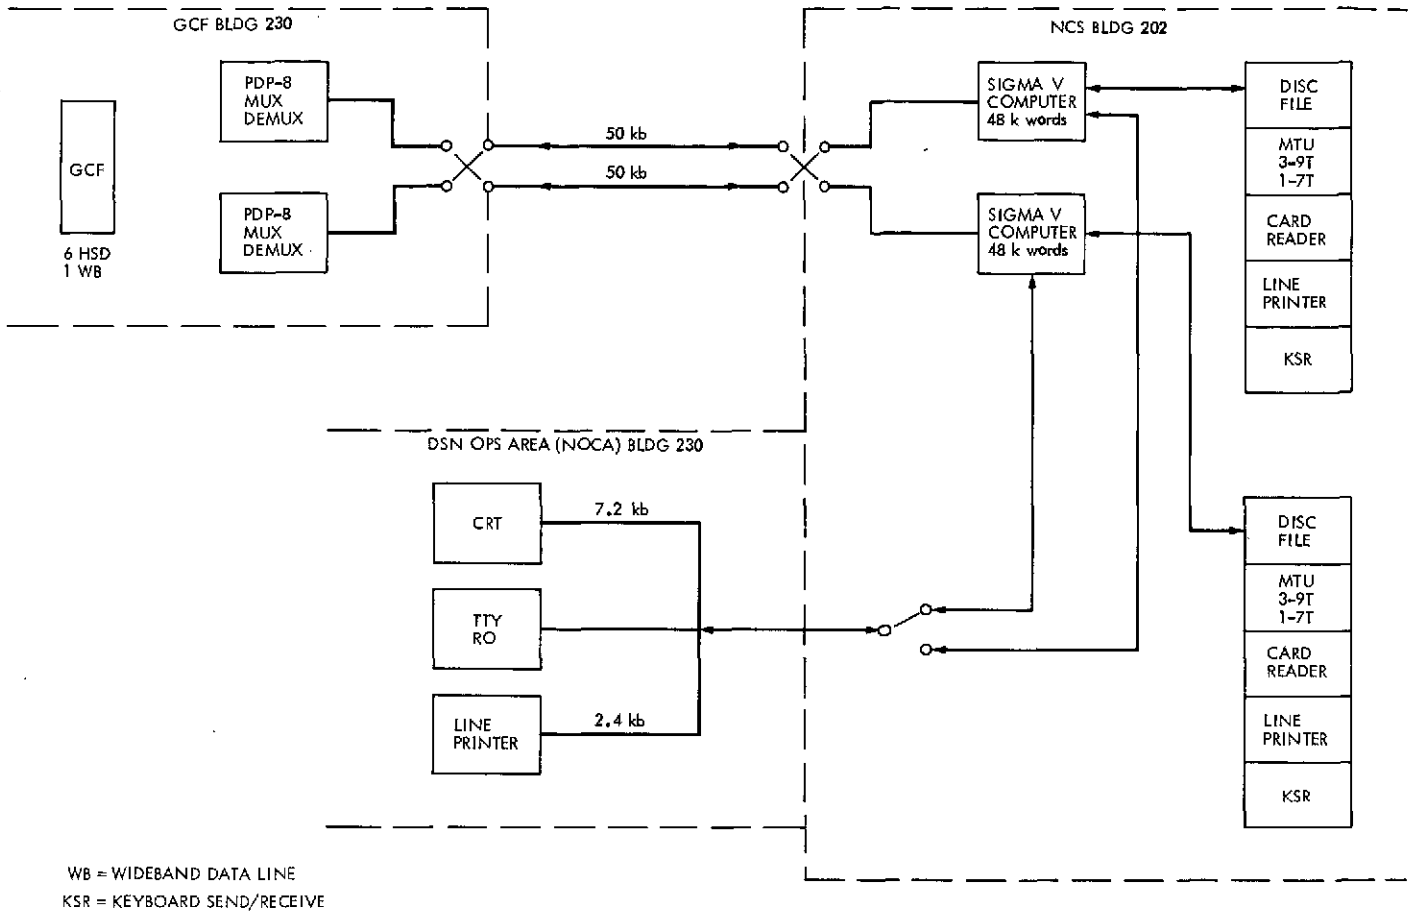 GCF BLDG 230
GCF
6 HSD
1 WB
PDP-8
MUX
DEMUX
PDP-8
MUX
DEMUX
50 kb
50 kb
NCS BLDG 202
SIGMA V
COMPUTER
48 k words
SIGMA V
COMPUTER
48 k words
DISC
FILE
MTU
3-9T
1-7T
CARD
READER
LINE
PRINTER
KSR
DSN OPS AREA (NOCA) BLDG 230
CRT
7.2 kb
TTY
RO
LINE
PRINTER
2.4 kb
DISC
FILE
MTU
3-9T
1-7T
CARD
READER
LINE
PRINTER
KSR
WB = WIDEBAND DATA LINE
KSR = KEYBOARD SEND/RECEIVE